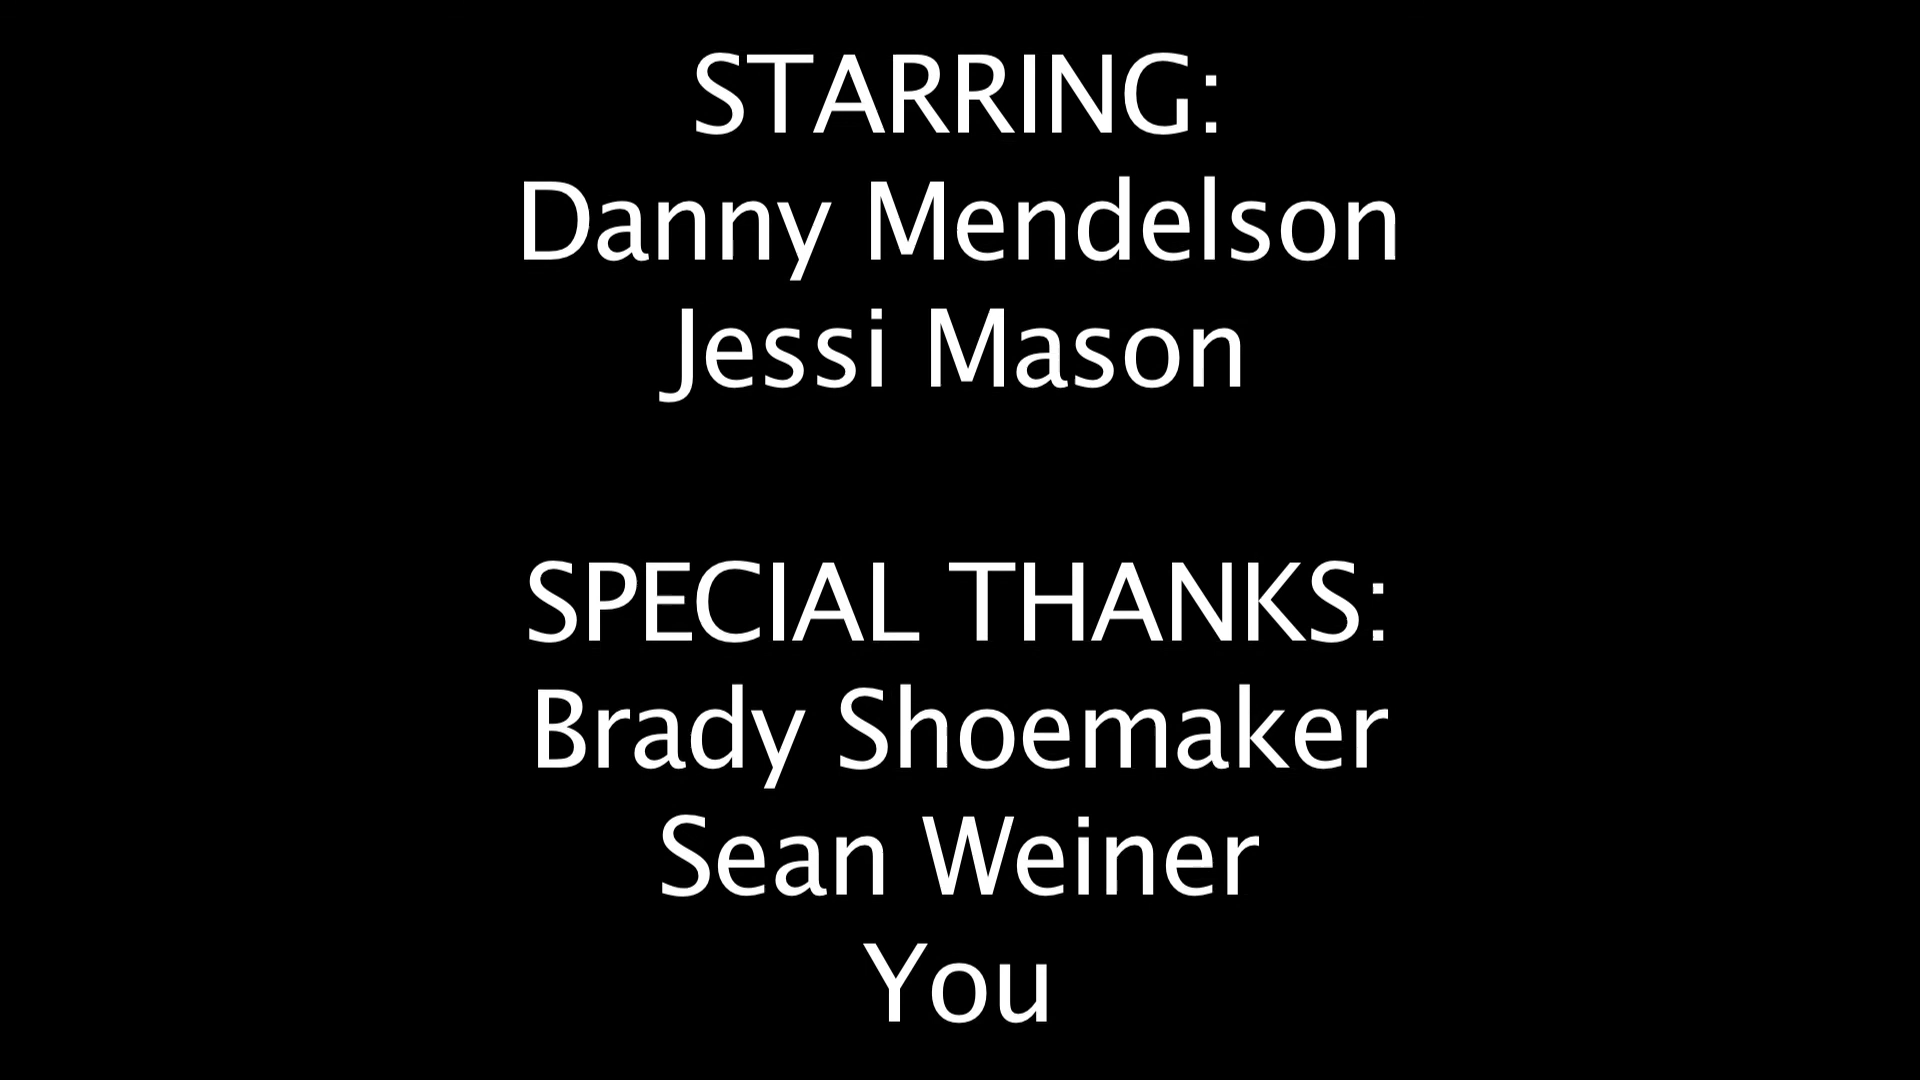 STARRING:
Danny Mendelson
Jessi Mason
SPECIAL THANKS:
Brady Shoemaker
Sean Weiner
You